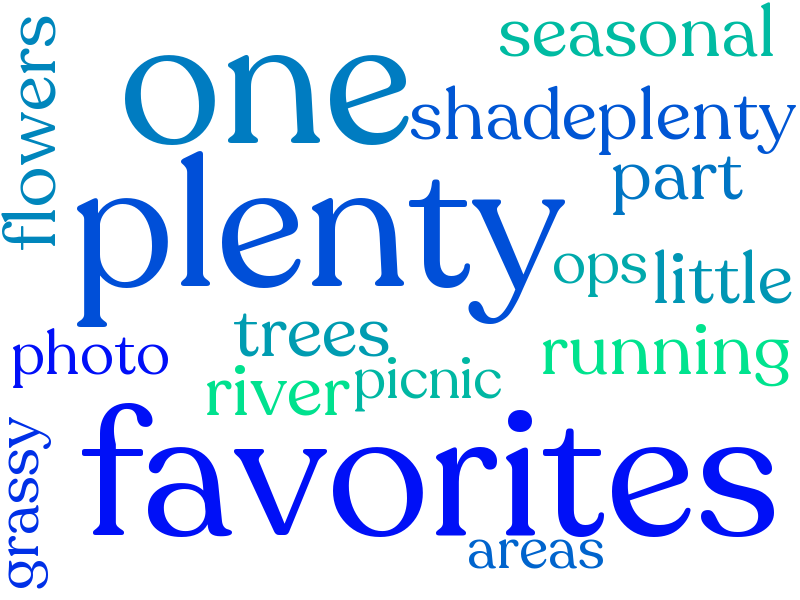 flowers
one
seasonal
shadeplenty
plenty
part
ops
little
photo
trees
running
river
picnic
grassy
favorites
areas